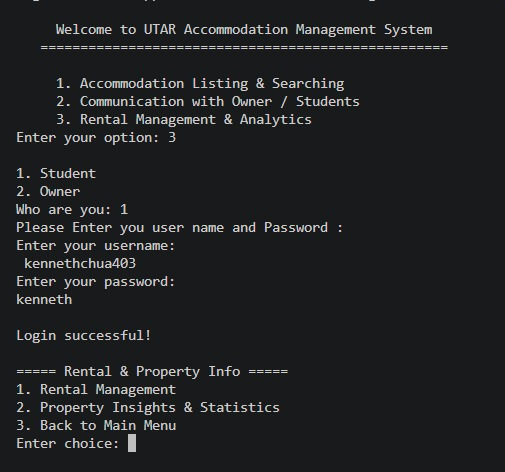 Welcome to UTAR Accommodation Management System
===================================================
1. Accommodation Listing & Searching
2. Communication with Owner / Students
3. Rental Management & Analytics
Enter your option: 3
1. Student
2. Owner
Who are you: 1
Please Enter you user name and Password :
Enter your username:
kennethchua403
Enter your password:
kenneth
Login successful!
===== Rental & Property Info =====
1. Rental Management
2. Property Insights & Statistics
3. Back to Main Menu
Enter choice: